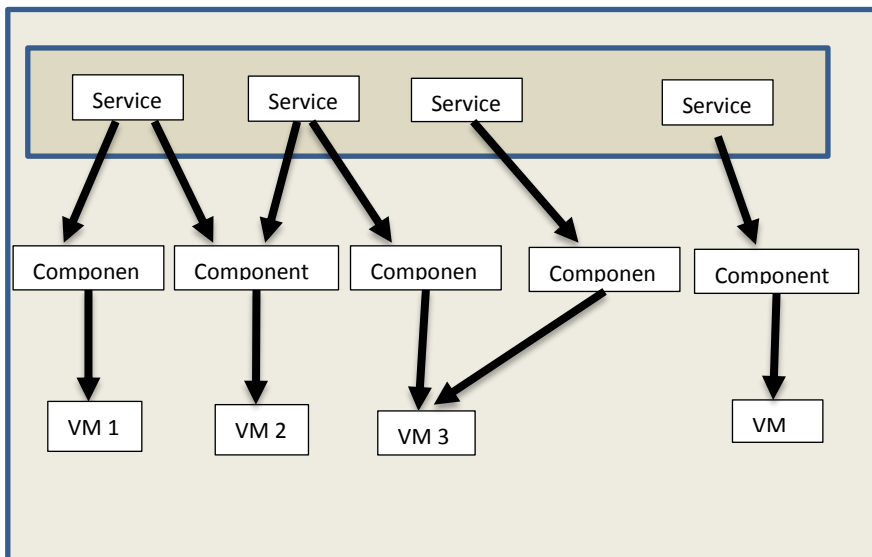 Service
Service
Service
Service
Componen
Component
Componen
Componen
Component
VM 1
VM 2
VM 3
VM